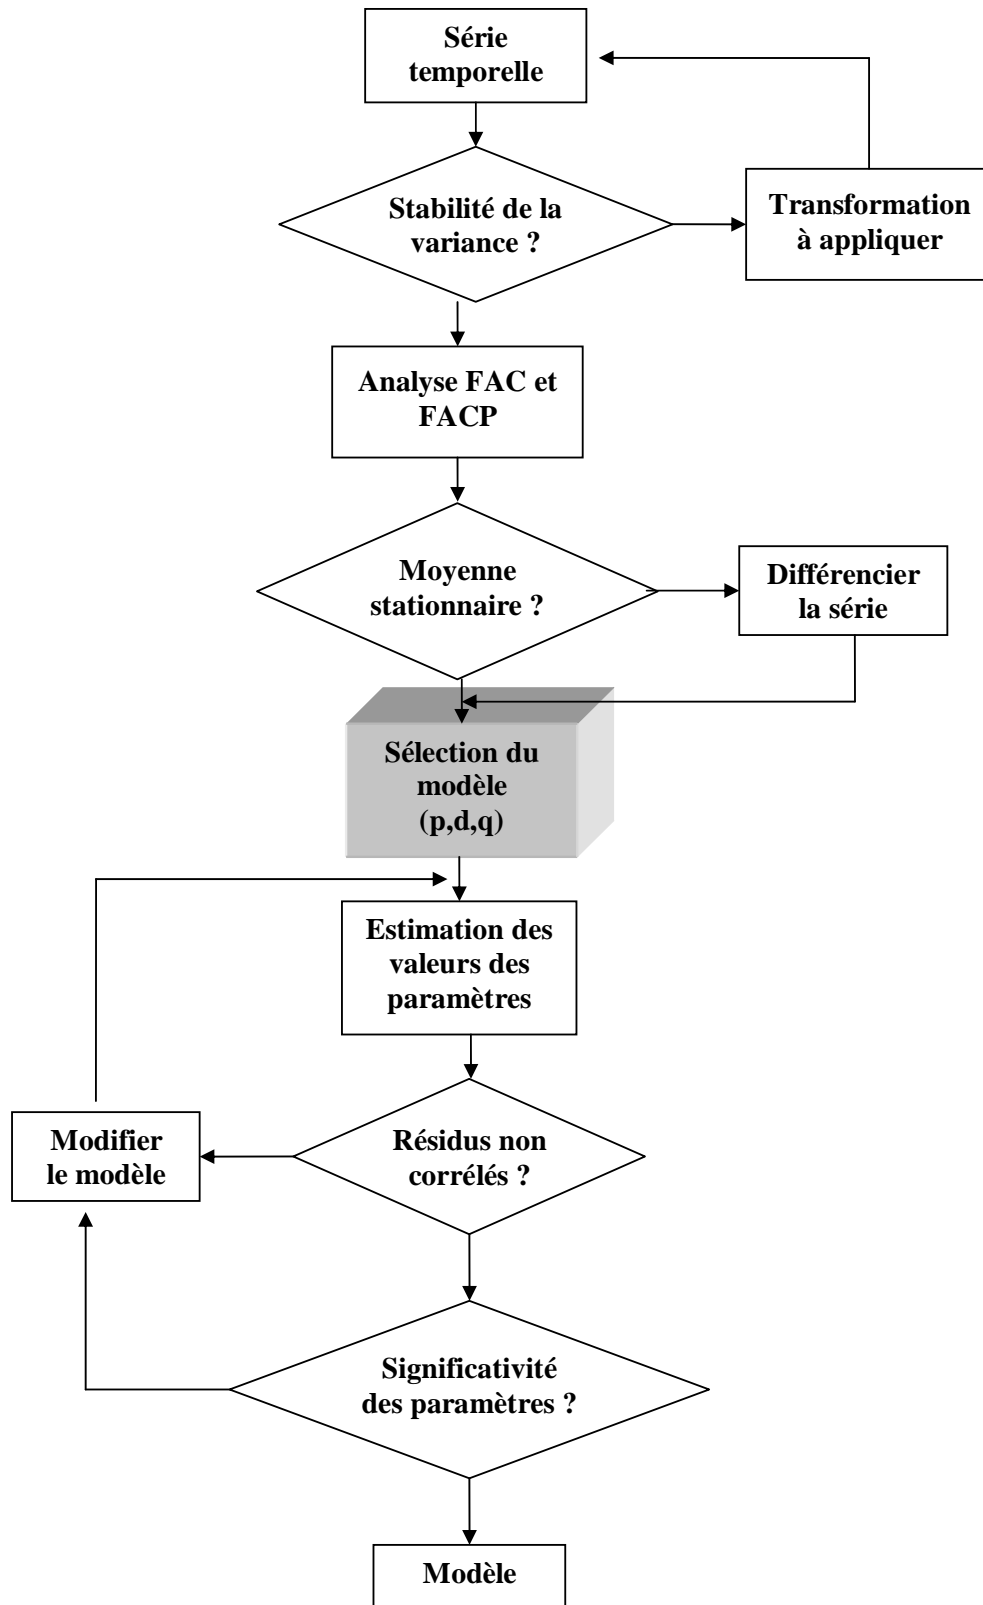 Série
temporelle
Stabilité de la
variance ?
Transformation
à appliquer
Analyse FAC et
FACP
Moyenne
stationnaire ?
Différencier
la série
Sélection du
modèle
(p,d,q)
Estimation des
valeurs des
paramètres
Résidus non
corrélés ?
Modifier
le modèle
Significativité
des paramètres ?
Modèle